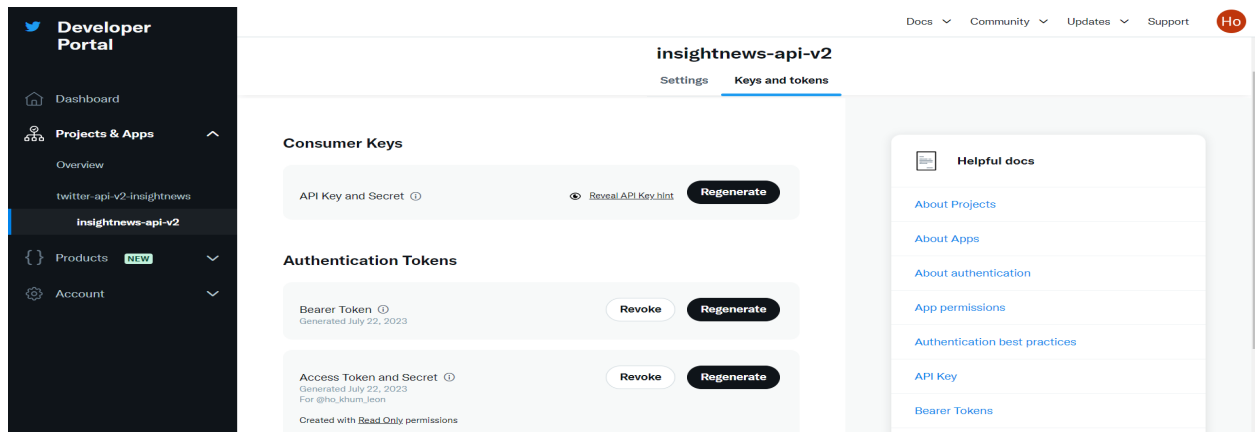 Developer
Portal
Docs
Community
Updates
Support
Ho
insightnews-api-v2
Settings
Keys and tokens
Dashboard
Projects & Apps
Overview
twitter-api-v2-insightnews
insightnews-api-v2
Products NEW
Account
Consumer Keys
API Key and Secret
Reveal API Key hint
Regenerate
Authentication Tokens
Bearer Token
Generated July 22, 2023
Revoke
Regenerate
Access Token and Secret
Generated July 22, 2023
For @ho_khum_leon
Created with Read Only permissions
Revoke
Regenerate
Helpful docs
About Projects
About Apps
About authentication
App permissions
Authentication best practices
API Key
Bearer Tokens